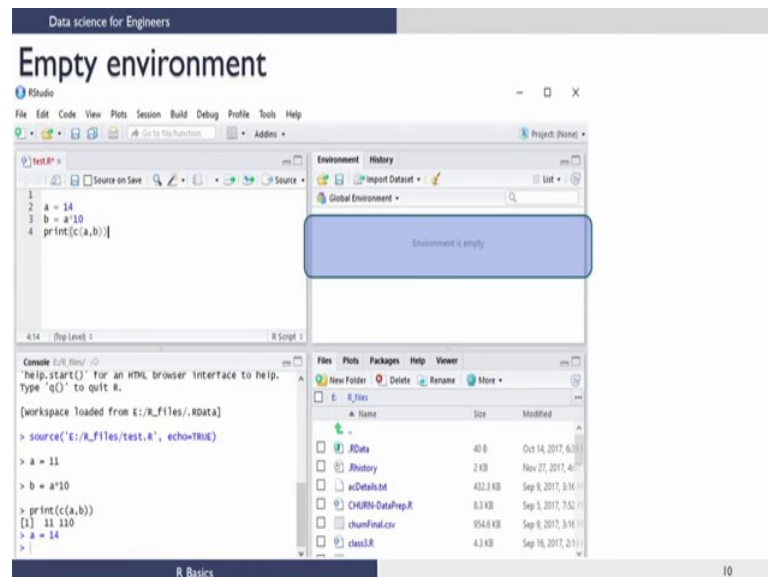 Data science for Engineers
Empty environment
RStudio
File Edit Code View Plots Session Build Debug Profile Tools Help
Go to file/function Addins Project: (None)
test.R* ×
Source on Save Source
1
2 a = 14
3 b = a*10
4 print(c(a,b))
4:14 (Top Level) R Script
Environment History
Import Dataset List
Global Environment
Environment is empty
Console E:/R_files/
'help.start()' for an HTML browser interface to help.
Type 'q()' to quit R.
[workspace loaded from E:/R_files/.RData]
> source('E:/R_files/test.R', echo=TRUE)
> a = 11
> b = a*10
> print(c(a,b))
[1] 11 110
> a = 14
>
Files Plots Packages Help Viewer
New Folder Delete Rename More
E: R_files
Name Size Modified
..
.RData 40 B Oct 14, 2017,
.Rhistory 2 KB Nov 27, 2017,
acDetails.txt 432.3 KB Sep 9, 2017, 3:16
CHURN-DataPrep.R 8.3 KB Sep 5, 2017, 7:52
churnFinal.csv 954.6 KB Sep 9, 2017, 3:16
class3.R 4.3 KB Sep 16, 2017,
R Basics 10